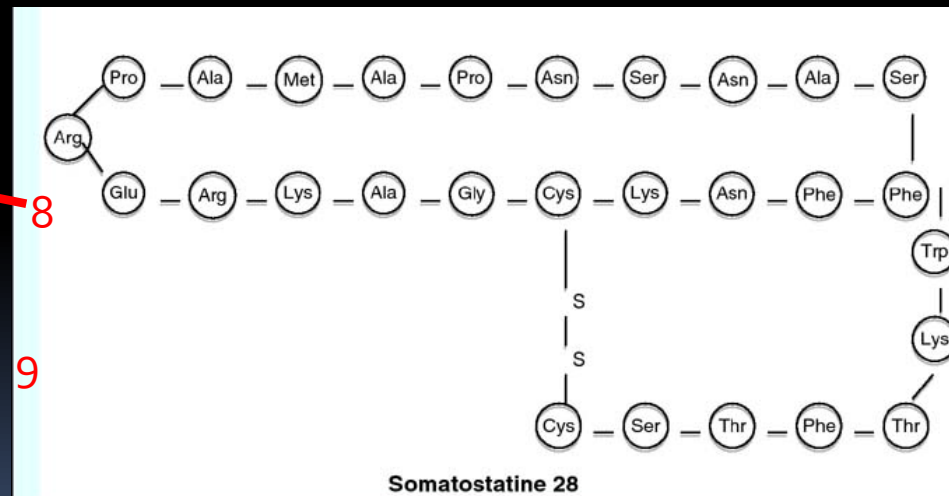 Pro Ala Met Ala Pro Asn Ser Asn Ala Ser
Arg
8 Glu Arg Lys Ala Gly Cys Lys Asn Phe Phe
Trp
S
Lys
S
9
Cys Ser Thr Phe Thr
Somatostatine 28